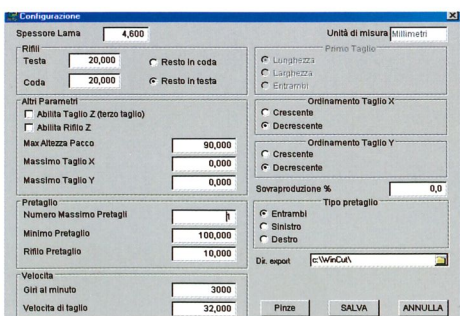 Configurazione
Spessore Lama 4,600
Unità di misura Millimetri
Rifili
Testa 20,000
Resto in coda
Coda 20,000
Resto in testa
Primo Taglio
Lunghezza
Larghezza
Entrambi
Altri Parametri
Abilita Taglio Z (terzo taglio)
Abilita Rifilo Z
Max Altezza Pacco 90,000
Massimo Taglio X 0,000
Massimo Taglio Y 0,000
Ordinamento Taglio X
Crescente
Decrescente
Ordinamento Taglio Y
Crescente
Decrescente
Sovraproduzione % 0,0
Pretaglio
Numero Massimo Pretagli 1
Minimo Pretaglio 100,000
Rifilo Pretaglio 10,000
Tipo pretaglio
Entrambi
Sinistro
Destro
Dir. export c:\WinCut\
Velocita
Giri al minuto 3000
Velocita di taglio 32,000
Pinze SALVA ANNULLA